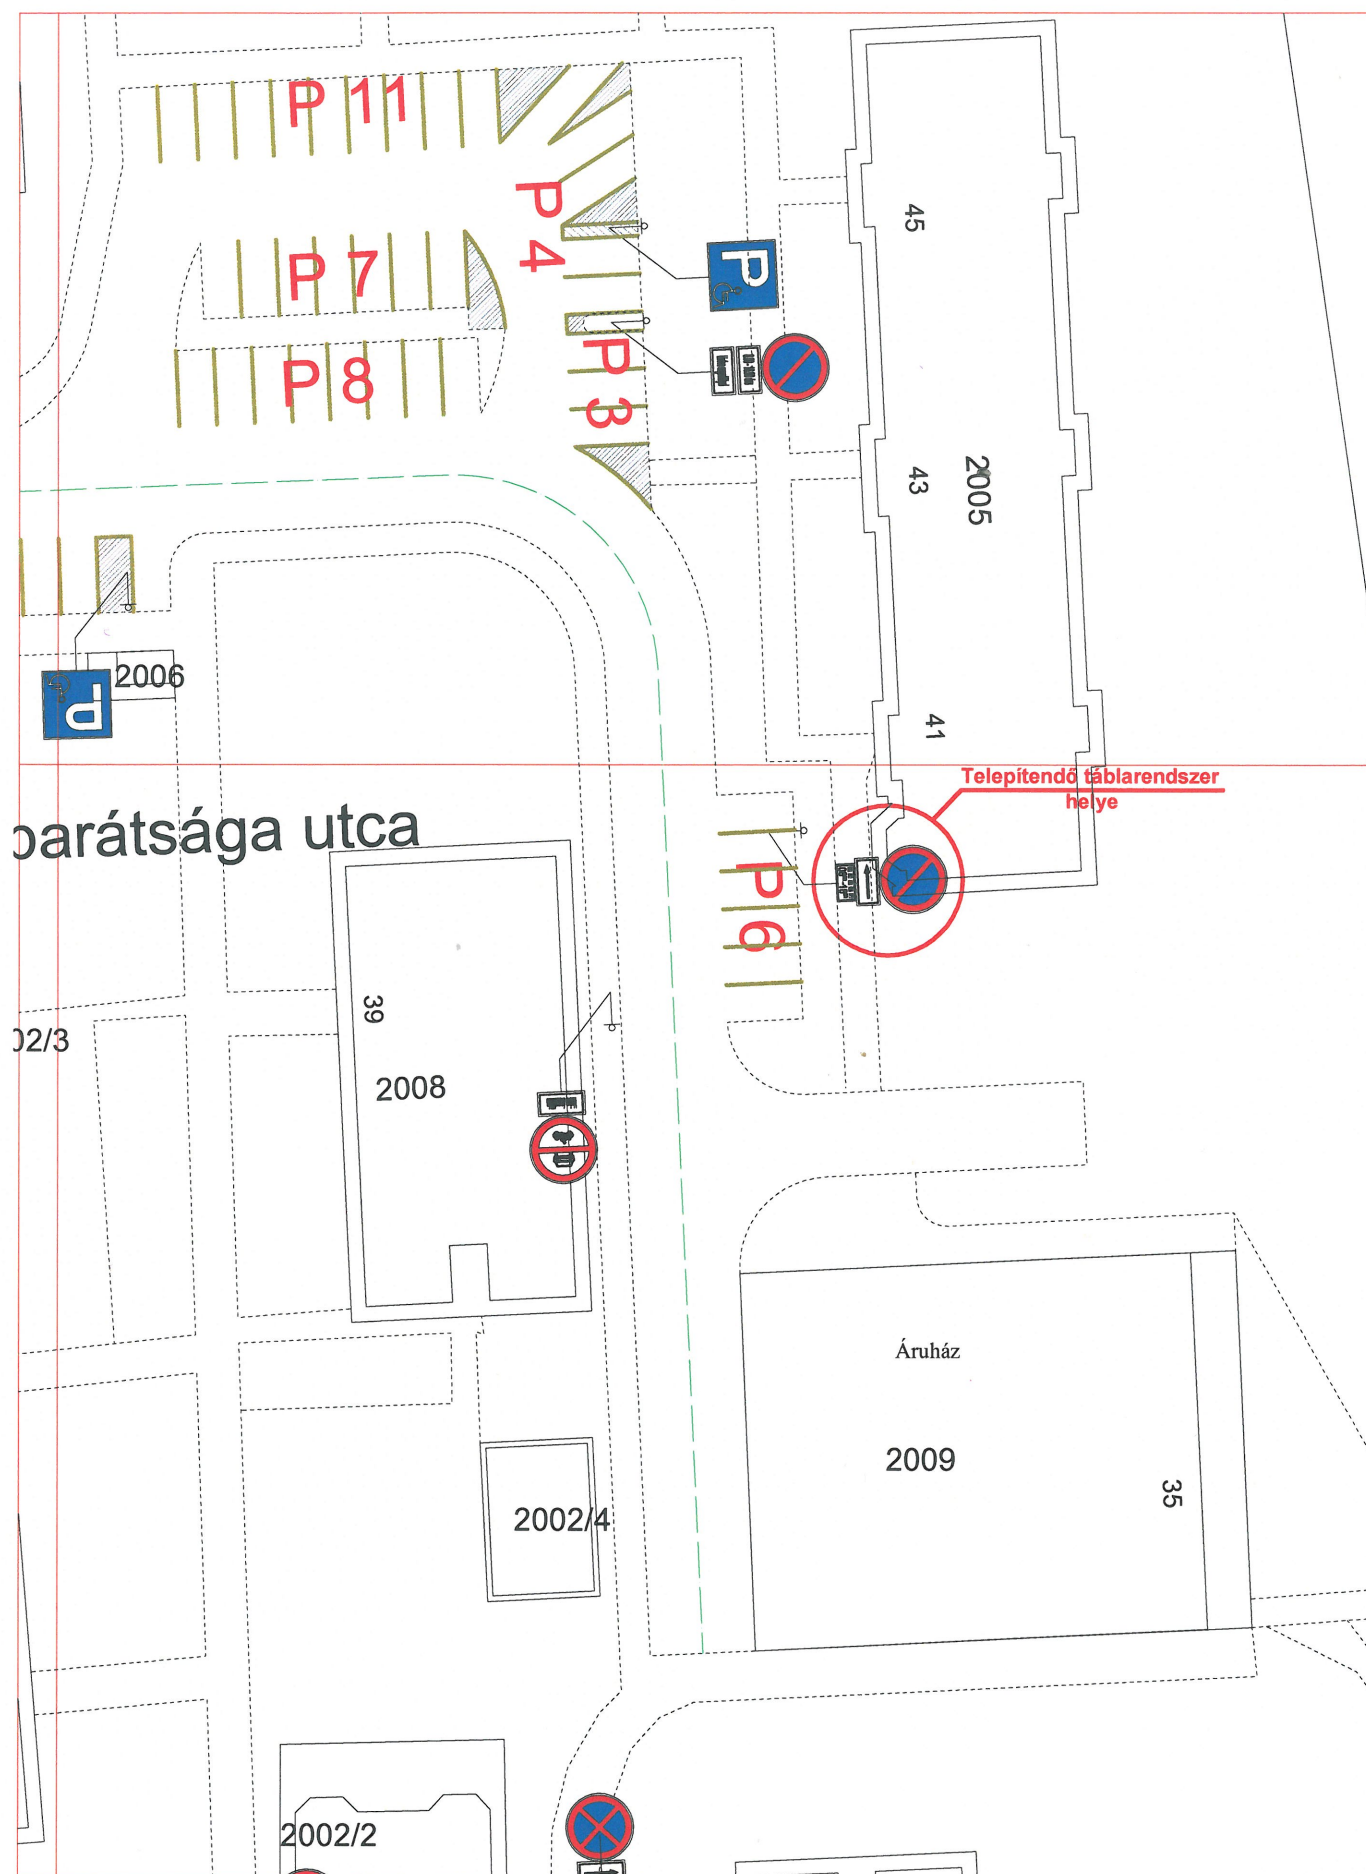 P 11
P 4
P 7
P
P 8
P 3
45
43
2005
41
2006
P
Telepítendő táblarendszer
helye
barátsága utca
P 6
39
02/3
2008
Áruház
2009
35
2002/4
2002/2